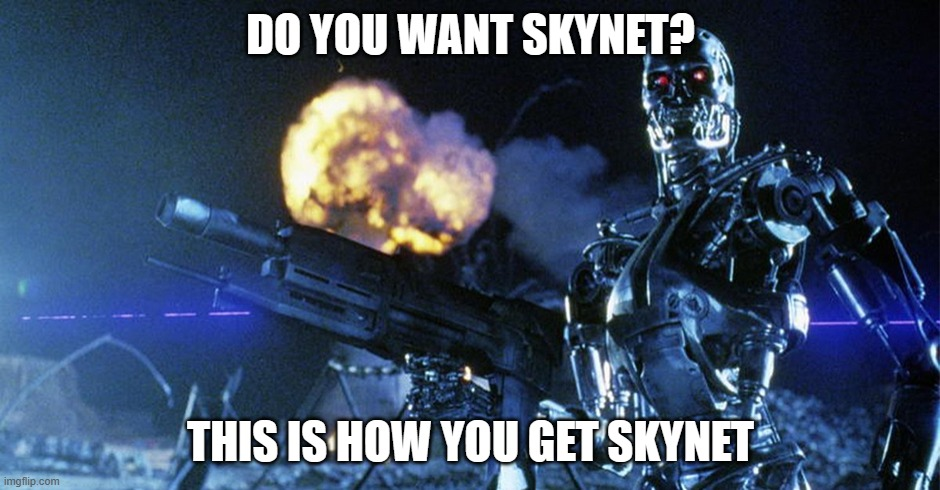 DO YOU WANT SKYNET?
THIS IS HOW YOU GET SKYNET
imgflip.com